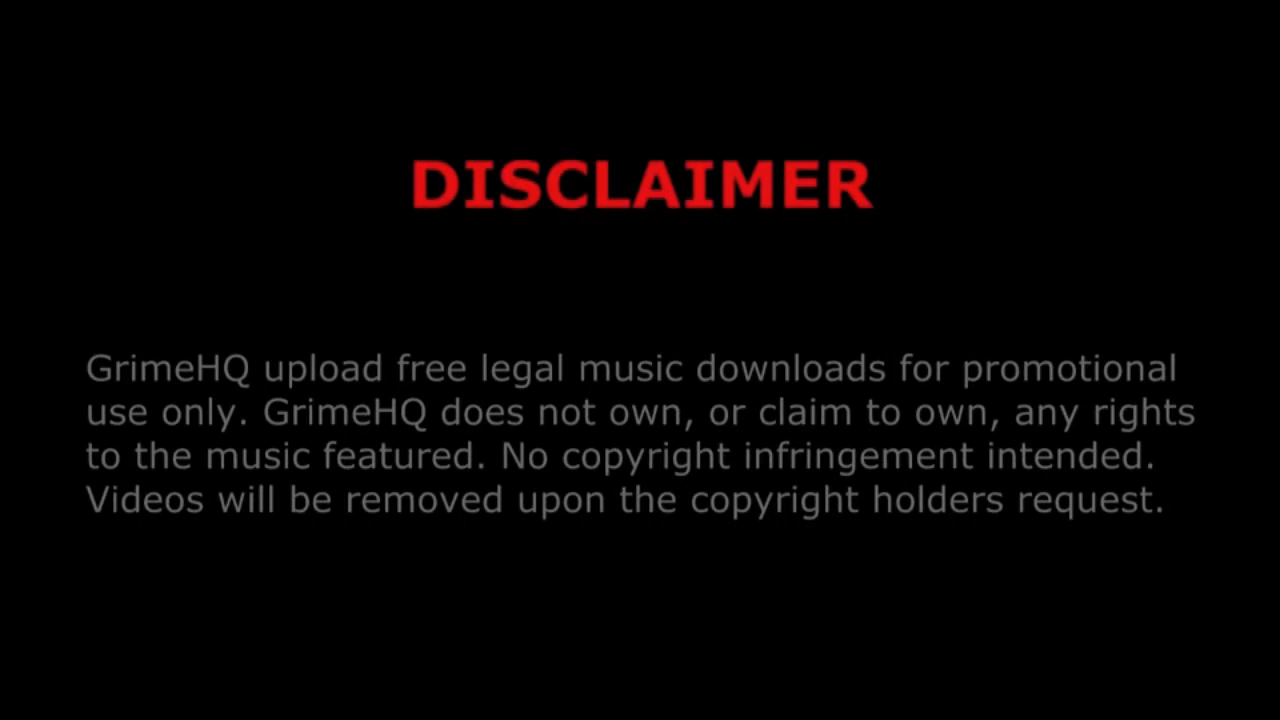 DISCLAIMER
GrimeHQ upload free legal music downloads for promotional
use only. GrimeHQ does not own, or claim to own, any rights
to the music featured. No copyright infringement intended.
Videos will be removed upon the copyright holders request.